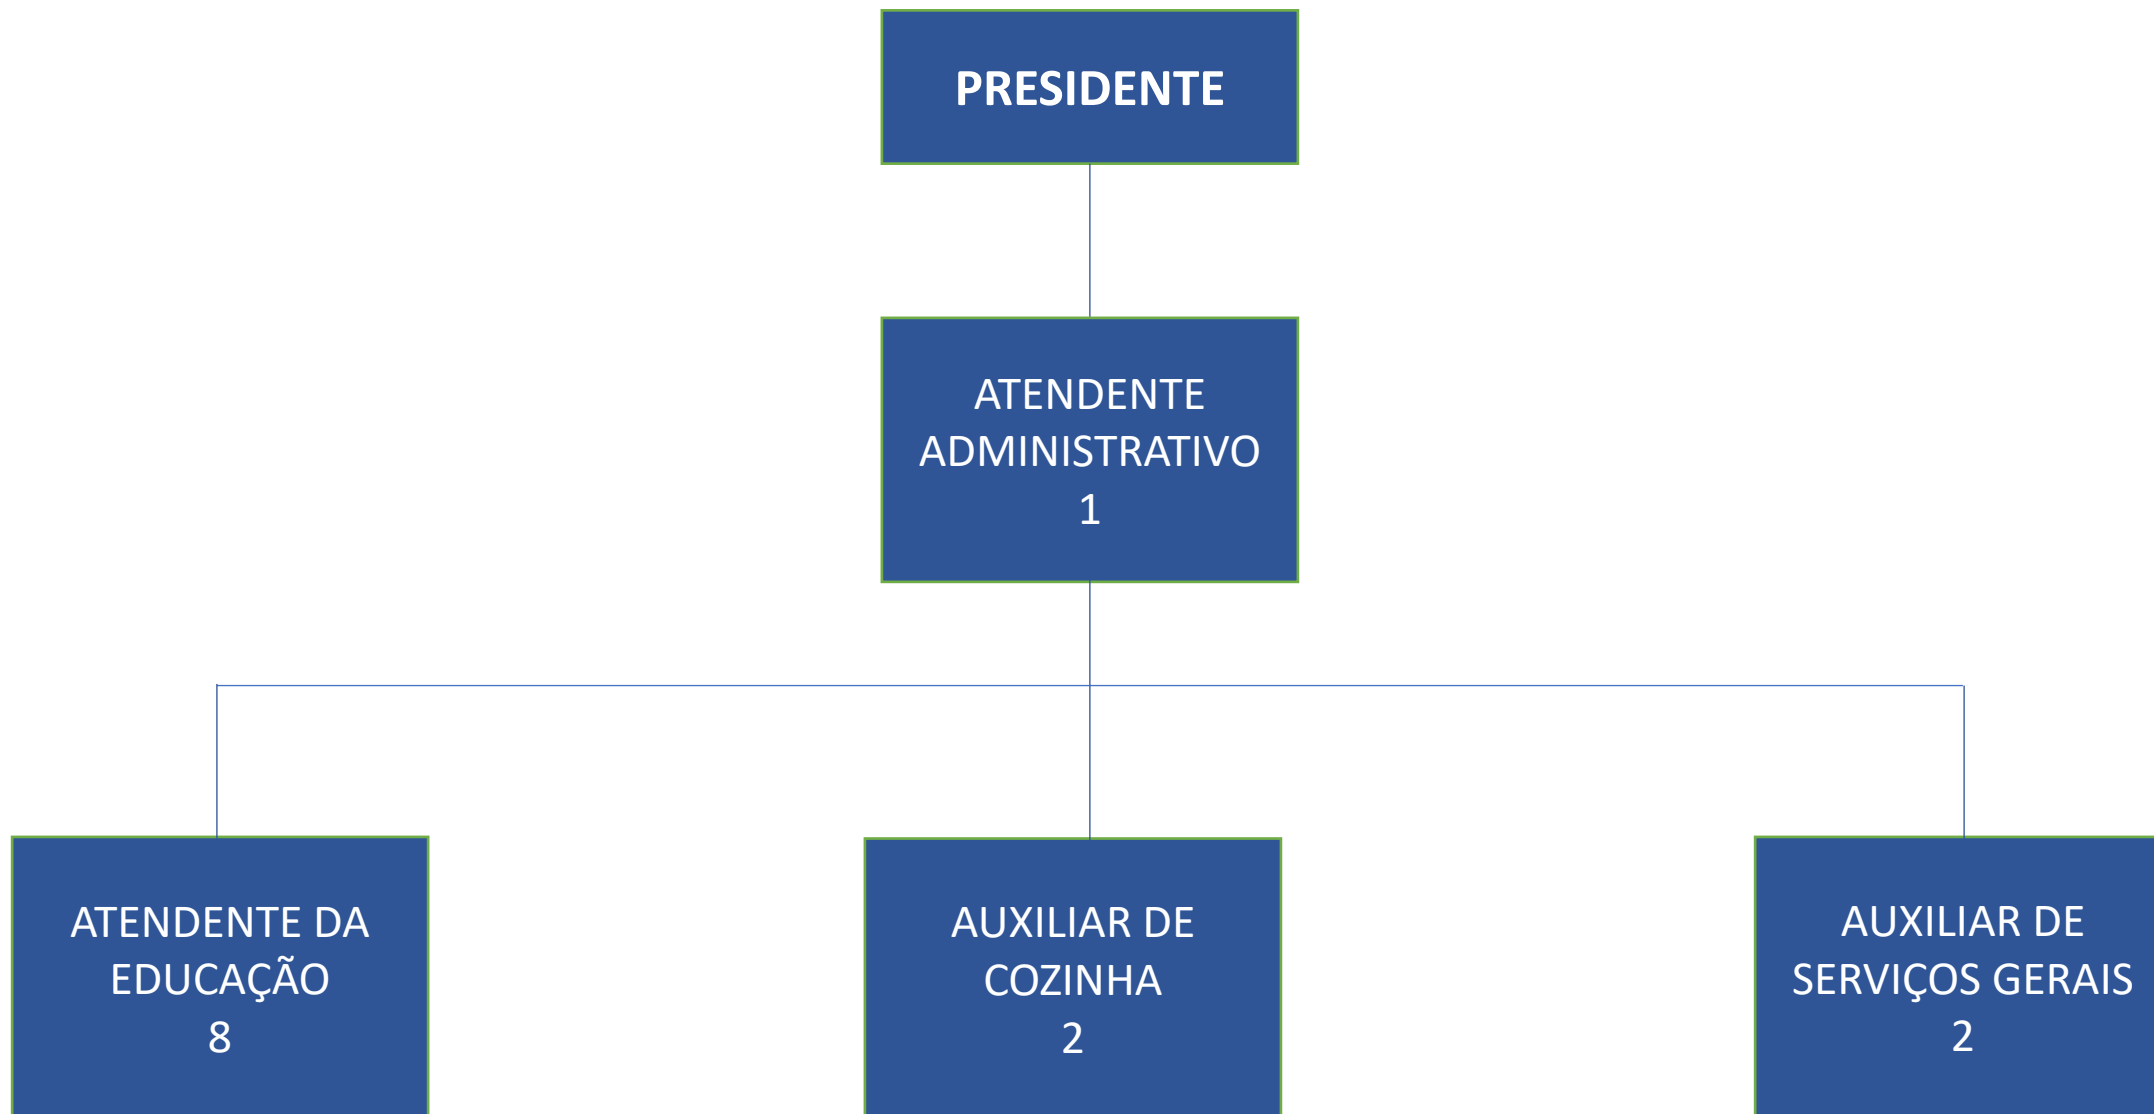 PRESIDENTE
ATENDENTE
ADMINISTRATIVO
1
ATENDENTE DA
EDUCAÇÃO
8
AUXILIAR DE
COZINHA
2
AUXILIAR DE
SERVIÇOS GERAIS
2